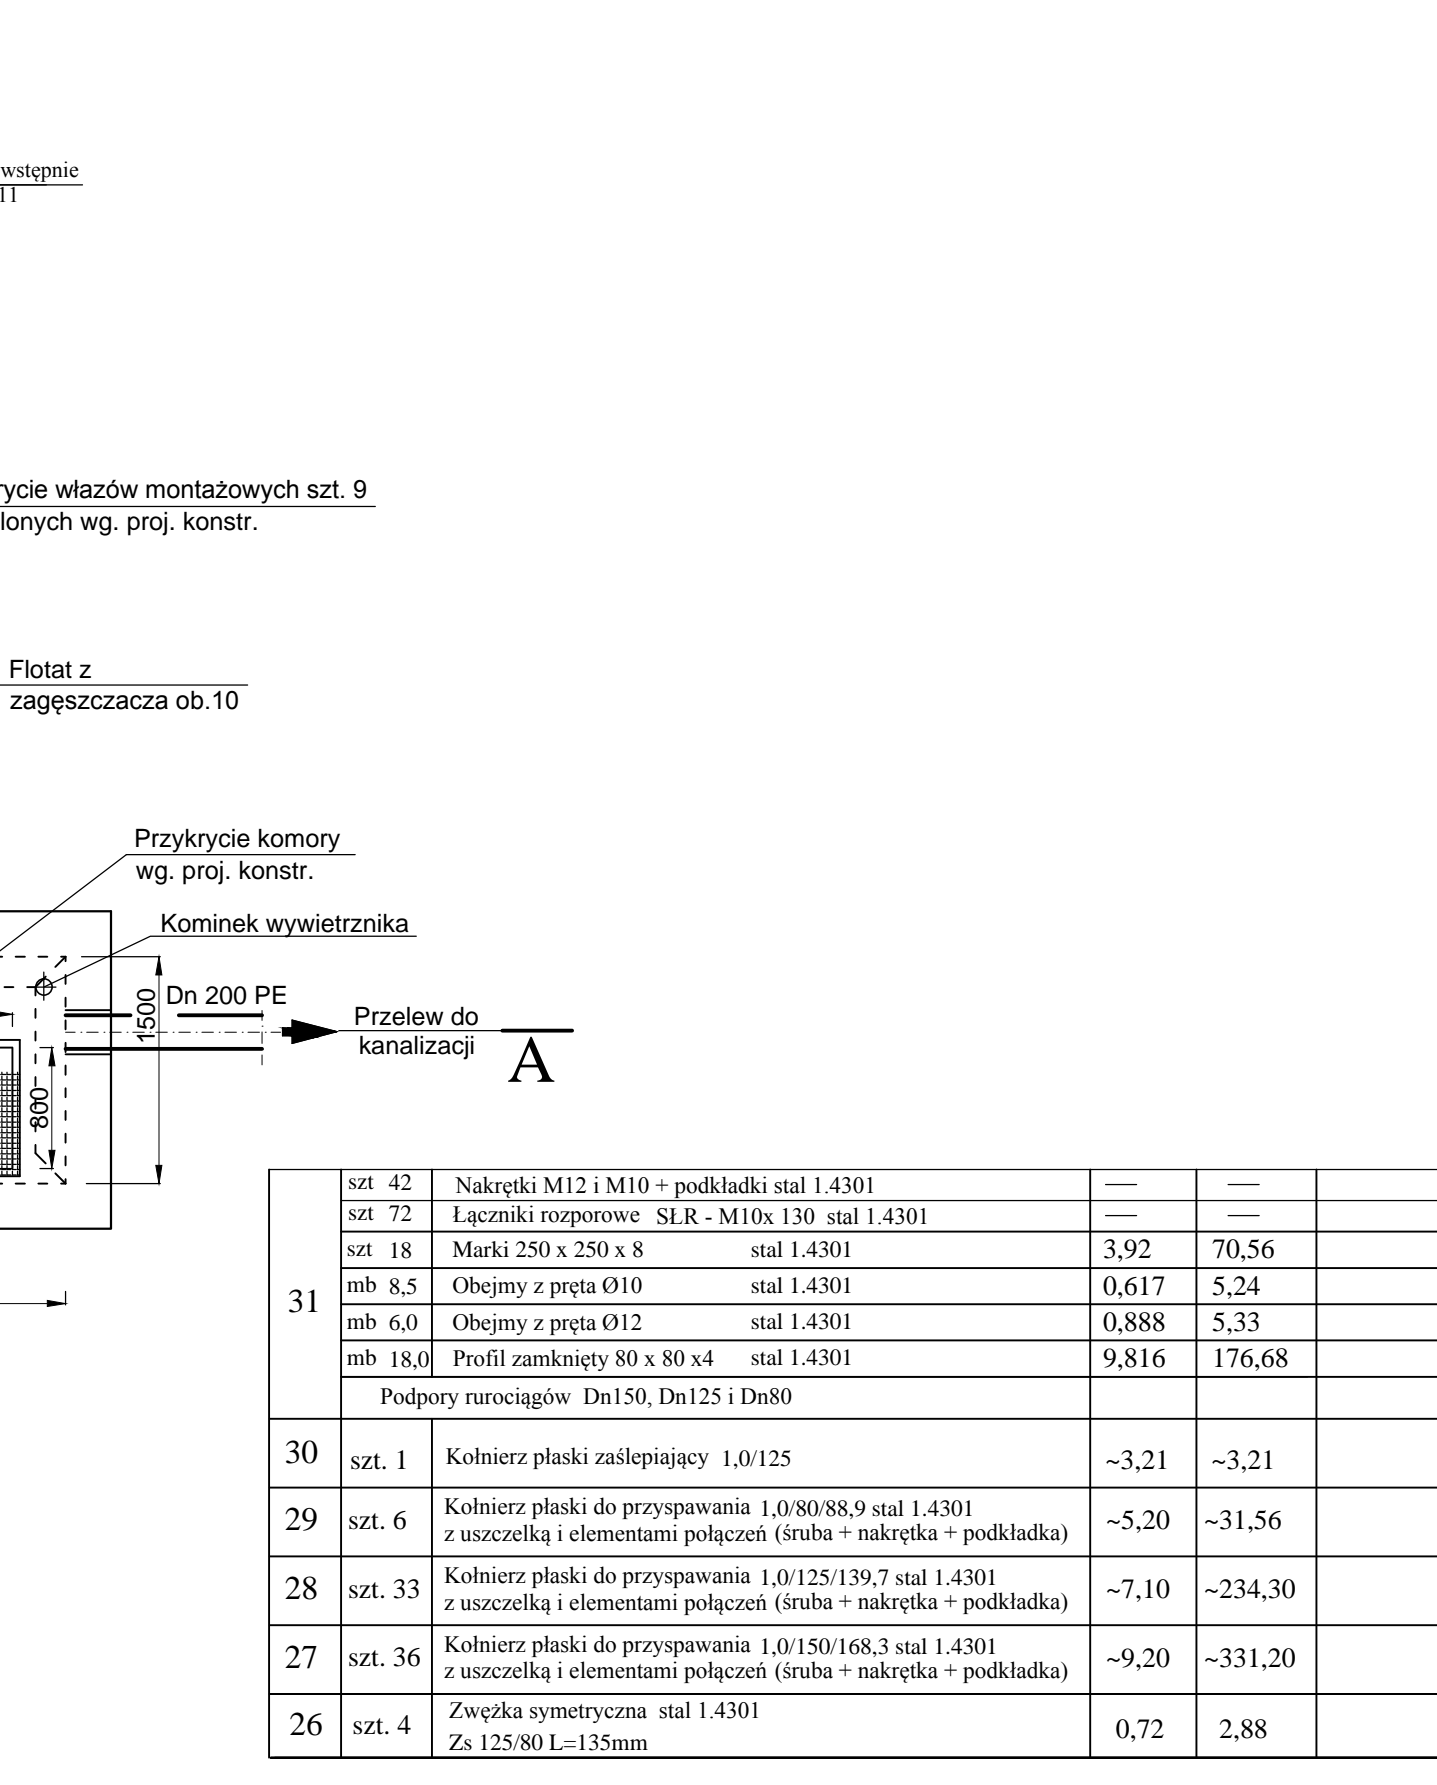 wstępnie
11
rycie włazów montażowych szt. 9
lonych wg. proj. konstr.
Flotat z
zagęszczacza ob.10
Przykrycie komory
wg. proj. konstr.
Kominek wywietrznika
Dn 200 PE
1500
800
Przelew do
kanalizacji
A
31
szt 42 Nakrętki M12 i M10 + podkładki stal 1.4301 — —
szt 72 Łączniki rozporowe SŁR - M10x 130 stal 1.4301 — —
szt 18 Marki 250 x 250 x 8 stal 1.4301 3,92 70,56
mb 8,5 Obejmy z pręta Ø10 stal 1.4301 0,617 5,24
mb 6,0 Obejmy z pręta Ø12 stal 1.4301 0,888 5,33
mb 18,0 Profil zamknięty 80 x 80 x4 stal 1.4301 9,816 176,68
Podpory rurociągów Dn150, Dn125 i Dn80
30 szt. 1 Kołnierz płaski zaślepiający 1,0/125 ~3,21 ~3,21
29 szt. 6 Kołnierz płaski do przyspawania 1,0/80/88,9 stal 1.4301 ~5,20 ~31,56
z uszczelką i elementami połączeń (śruba + nakrętka + podkładka)
28 szt. 33 Kołnierz płaski do przyspawania 1,0/125/139,7 stal 1.4301 ~7,10 ~234,30
z uszczelką i elementami połączeń (śruba + nakrętka + podkładka)
27 szt. 36 Kołnierz płaski do przyspawania 1,0/150/168,3 stal 1.4301 ~9,20 ~331,20
z uszczelką i elementami połączeń (śruba + nakrętka + podkładka)
26 szt. 4 Zwężka symetryczna stal 1.4301 0,72 2,88
Zs 125/80 L=135mm